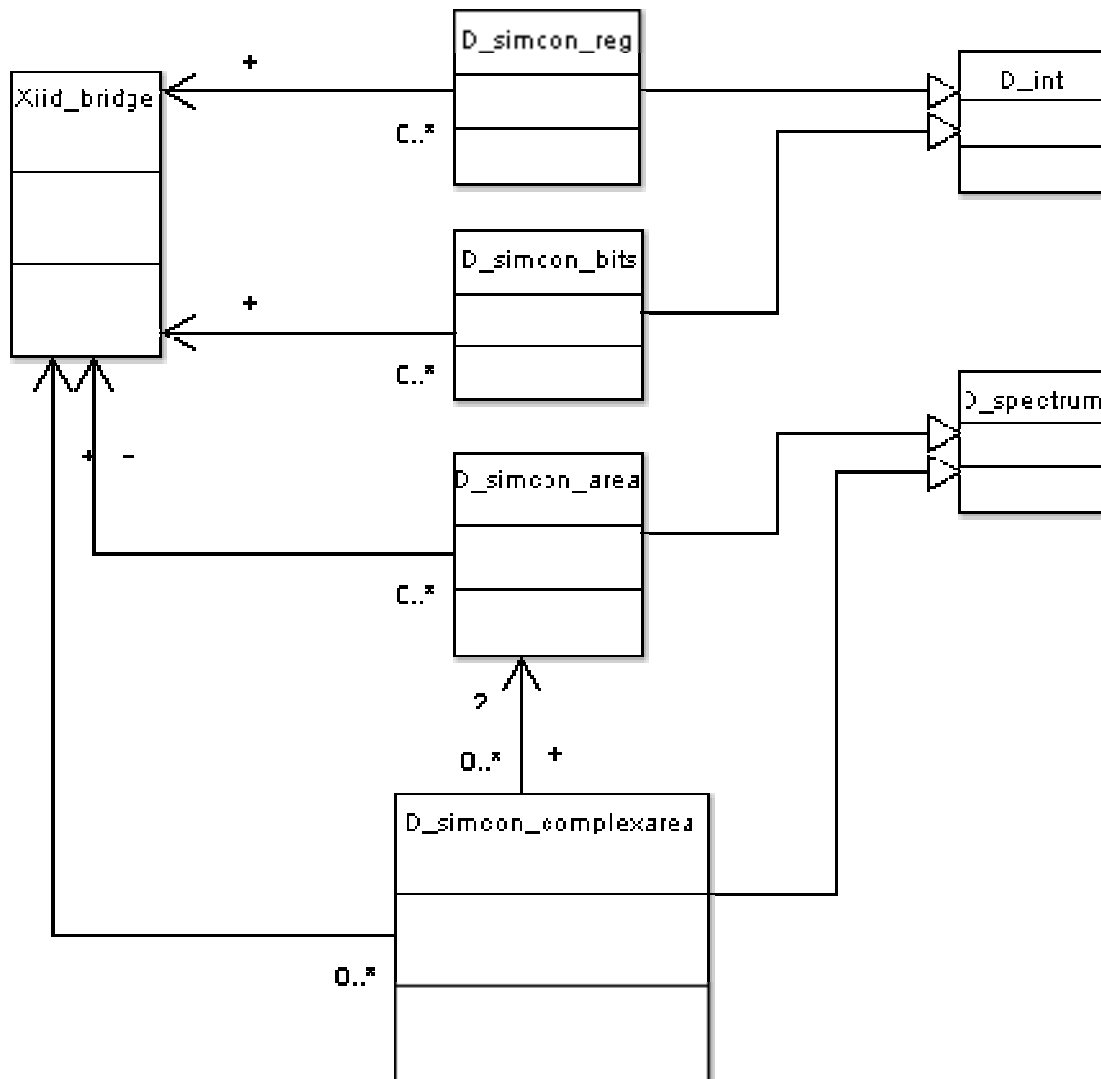 D_simcon_reg
D_int
Xiid_bridge
+
0..*
D_simcon_bits
+
0..*
D_spectrum
+ -
D_simcon_area
0..*
2
0..* +
D_simcon_complexarea
0..*